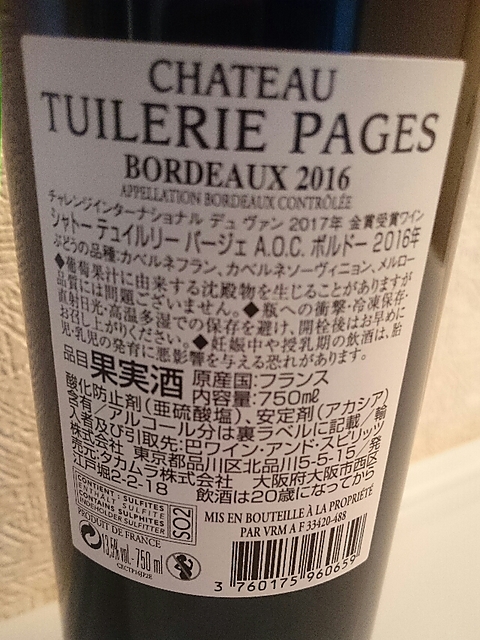 CHATEAU
TUILERIE PAGES
BORDEAUX 2016
APPELLATION BORDEAUX CONTRÔLÉE
チャレンジインターナショナル デュ ヴァン 2017年 金賞受賞ワイン
シャトー テュイルリー パージェ A.O.C. ボルドー 2016年
ぶどうの品種:カベルネフラン、カベルネソーヴィニョン、メルロー
◆葡萄果汁に由来する沈殿物を生じることがありますが
品質には問題ございません。◆瓶への衝撃・冷凍保存・
直射日光・高温多湿での保存を避け、開栓後はお早めに
お召し上がりください。◆妊娠中や授乳期の飲酒は、胎
児・乳児の発育に悪影響を与える恐れがあります。
品目 果実酒 原産国:フランス
内容量:750㎖
酸化防止剤(亜硫酸塩)、安定剤(アカシア)
含有/アルコール分は裏ラベルに記載/輸
入者及び引取先:巴ワイン・アンド・スピリッツ
株式会社 東京都品川区北品川5-5-15/発
売元:タカムラ株式会社 大阪府大阪市西区
江戸堀2-2-18 飲酒は20歳になってから
CONTIENT : SULFITES
CONTAINS SULPHITES
SO2
MIS EN BOUTEILLE À LA PROPRIÉTÉ
PAR VRM A F 33420-488
PRODUIT DE FRANCE
13,5% vol. - 750 ml
3 760175 960659